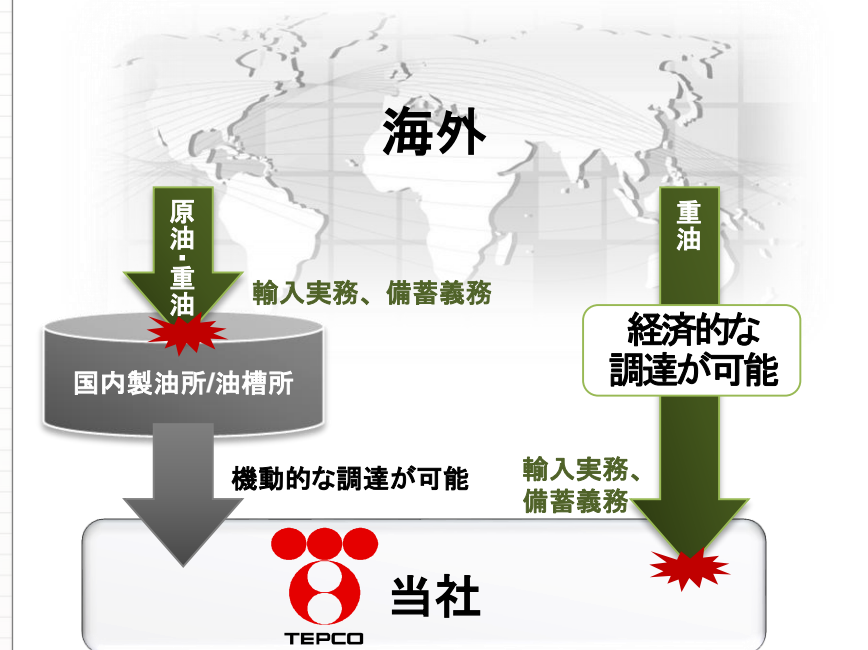 海外
原油・重油
重油
輸入実務、備蓄義務
経済的な
調達が可能
国内製油所/油槽所
機動的な調達が可能
輸入実務、
備蓄義務
当社
TEPCO